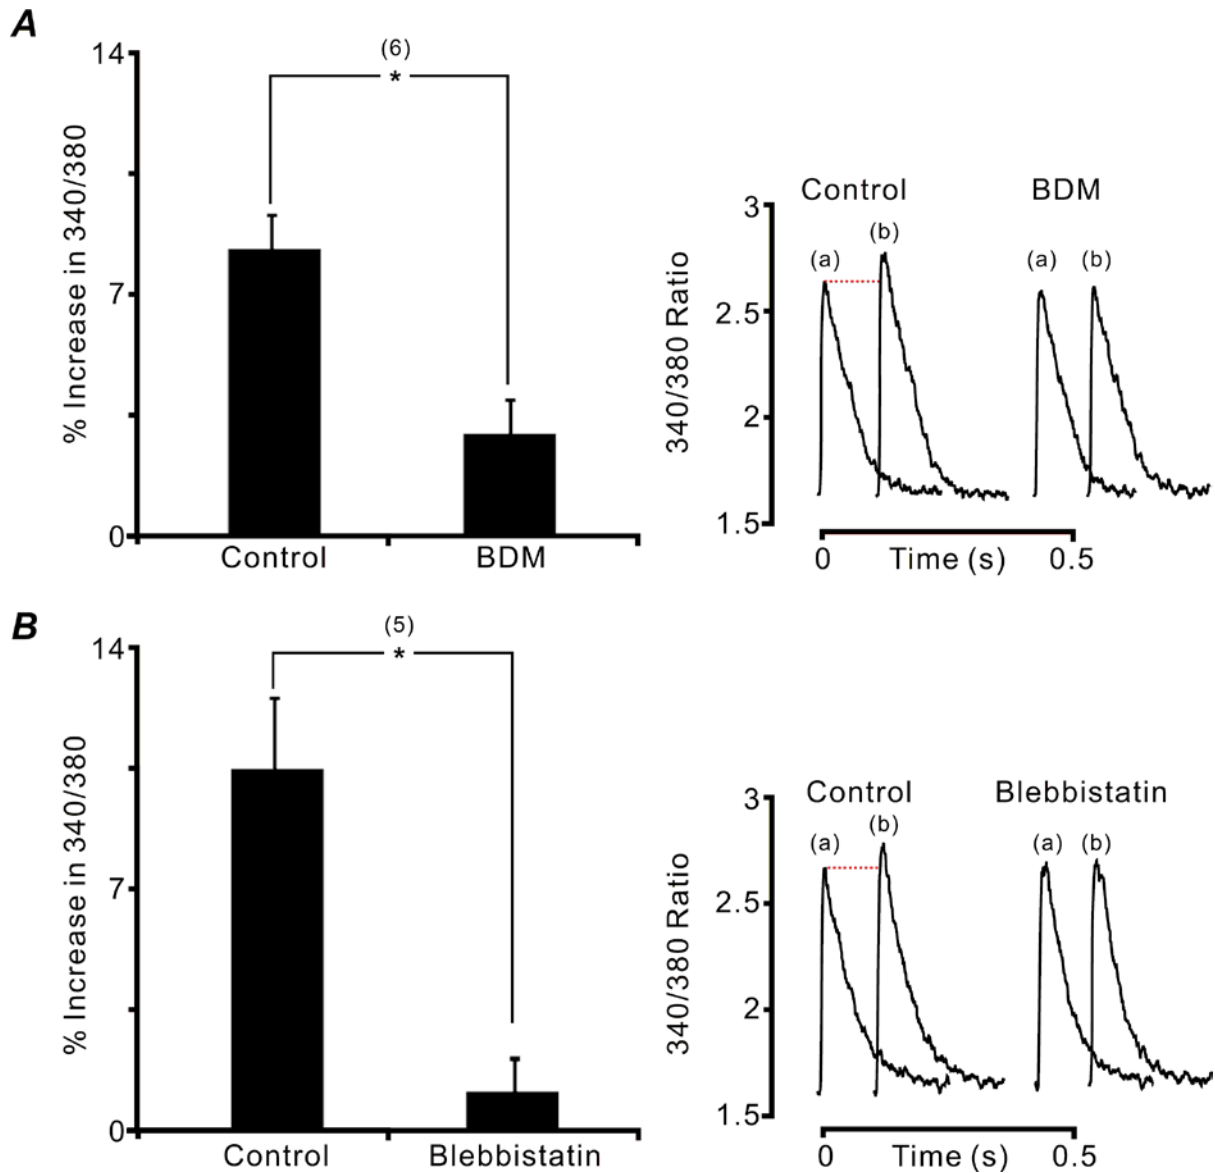 A
14
(6)
*
% Increase in 340/380
7
0
Control
BDM
Control
BDM
3
(a)
(b)
(a)
(b)
340/380 Ratio
2.5
2
1.5
0
Time (s)
0.5
B
14
(5)
*
% Increase in 340/380
7
0
Control
Blebbistatin
Control
Blebbistatin
3
(a)
(b)
(a)
(b)
340/380 Ratio
2.5
2
1.5
0
Time (s)
0.5